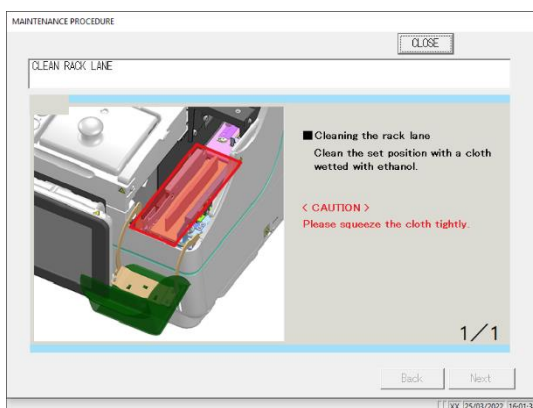 MAINTENANCE PROCEDURE
CLOSE
CLEAN RACK LANE
■Cleaning the rack lane
Clean the set position with a cloth
wetted with ethanol.
< CAUTION >
Please squeeze the cloth tightly.
1/1
Back
Next
XX 25/03/2022 16:01:3